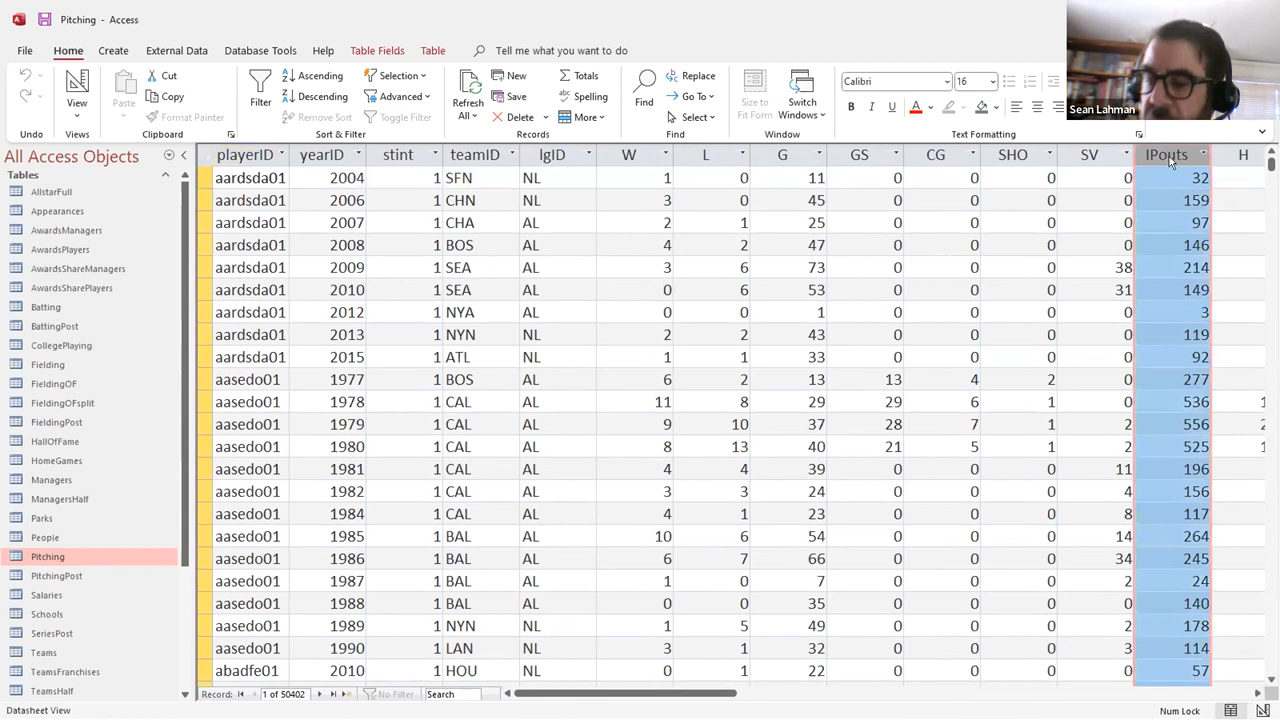 Pitching - Access
File Home Create External Data Database Tools Help Table Fields Table Tell me what you want to do
View
Paste
Cut
Copy
Format Painter
Filter
Ascending
Descending
Remove Sort
Selection
Advanced
Toggle Filter
Refresh All
New
Save
Delete
Totals
Spelling
More
Find
Replace
Go To
Select
Size to Fit Form
Switch Windows
Calibri 16
B I U A
Undo Views Clipboard Sort & Filter Records Find Window Text Formatting
Sean Lahman
All Access Objects
Tables
AllstarFull
Appearances
AwardsManagers
AwardsPlayers
AwardsShareManagers
AwardsSharePlayers
Batting
BattingPost
CollegePlaying
Fielding
FieldingOF
FieldingOFsplit
FieldingPost
HallOfFame
HomeGames
Managers
ManagersHalf
Parks
People
Pitching
PitchingPost
Salaries
Schools
SeriesPost
Teams
TeamsFranchises
TeamsHalf
playerID yearID stint teamID lgID W L G GS CG SHO SV IPouts H
aardsda01 2004 1 SFN NL 1 0 11 0 0 0 0 32
aardsda01 2006 1 CHN NL 3 0 45 0 0 0 0 159
aardsda01 2007 1 CHA AL 2 1 25 0 0 0 0 97
aardsda01 2008 1 BOS AL 4 2 47 0 0 0 0 146
aardsda01 2009 1 SEA AL 3 6 73 0 0 0 38 214
aardsda01 2010 1 SEA AL 0 6 53 0 0 0 31 149
aardsda01 2012 1 NYA AL 0 0 1 0 0 0 0 3
aardsda01 2013 1 NYN NL 2 2 43 0 0 0 0 119
aardsda01 2015 1 ATL NL 1 1 33 0 0 0 0 92
aasedo01 1977 1 BOS AL 6 2 13 13 4 2 0 277
aasedo01 1978 1 CAL AL 11 8 29 29 6 1 0 536 1
aasedo01 1979 1 CAL AL 9 10 37 28 7 1 2 556 2
aasedo01 1980 1 CAL AL 8 13 40 21 5 1 2 525 1
aasedo01 1981 1 CAL AL 4 4 39 0 0 0 11 196
aasedo01 1982 1 CAL AL 3 3 24 0 0 0 4 156
aasedo01 1984 1 CAL AL 4 1 23 0 0 0 8 117
aasedo01 1985 1 BAL AL 10 6 54 0 0 0 14 264
aasedo01 1986 1 BAL AL 6 7 66 0 0 0 34 245
aasedo01 1987 1 BAL AL 1 0 7 0 0 0 2 24
aasedo01 1988 1 BAL AL 0 0 35 0 0 0 0 140
aasedo01 1989 1 NYN NL 1 5 49 0 0 0 2 178
aasedo01 1990 1 LAN NL 3 1 32 0 0 0 3 114
abadfe01 2010 1 HOU NL 0 1 22 0 0 0 0 57
Record: 1 of 50402 No Filter Search
Datasheet View Num Lock